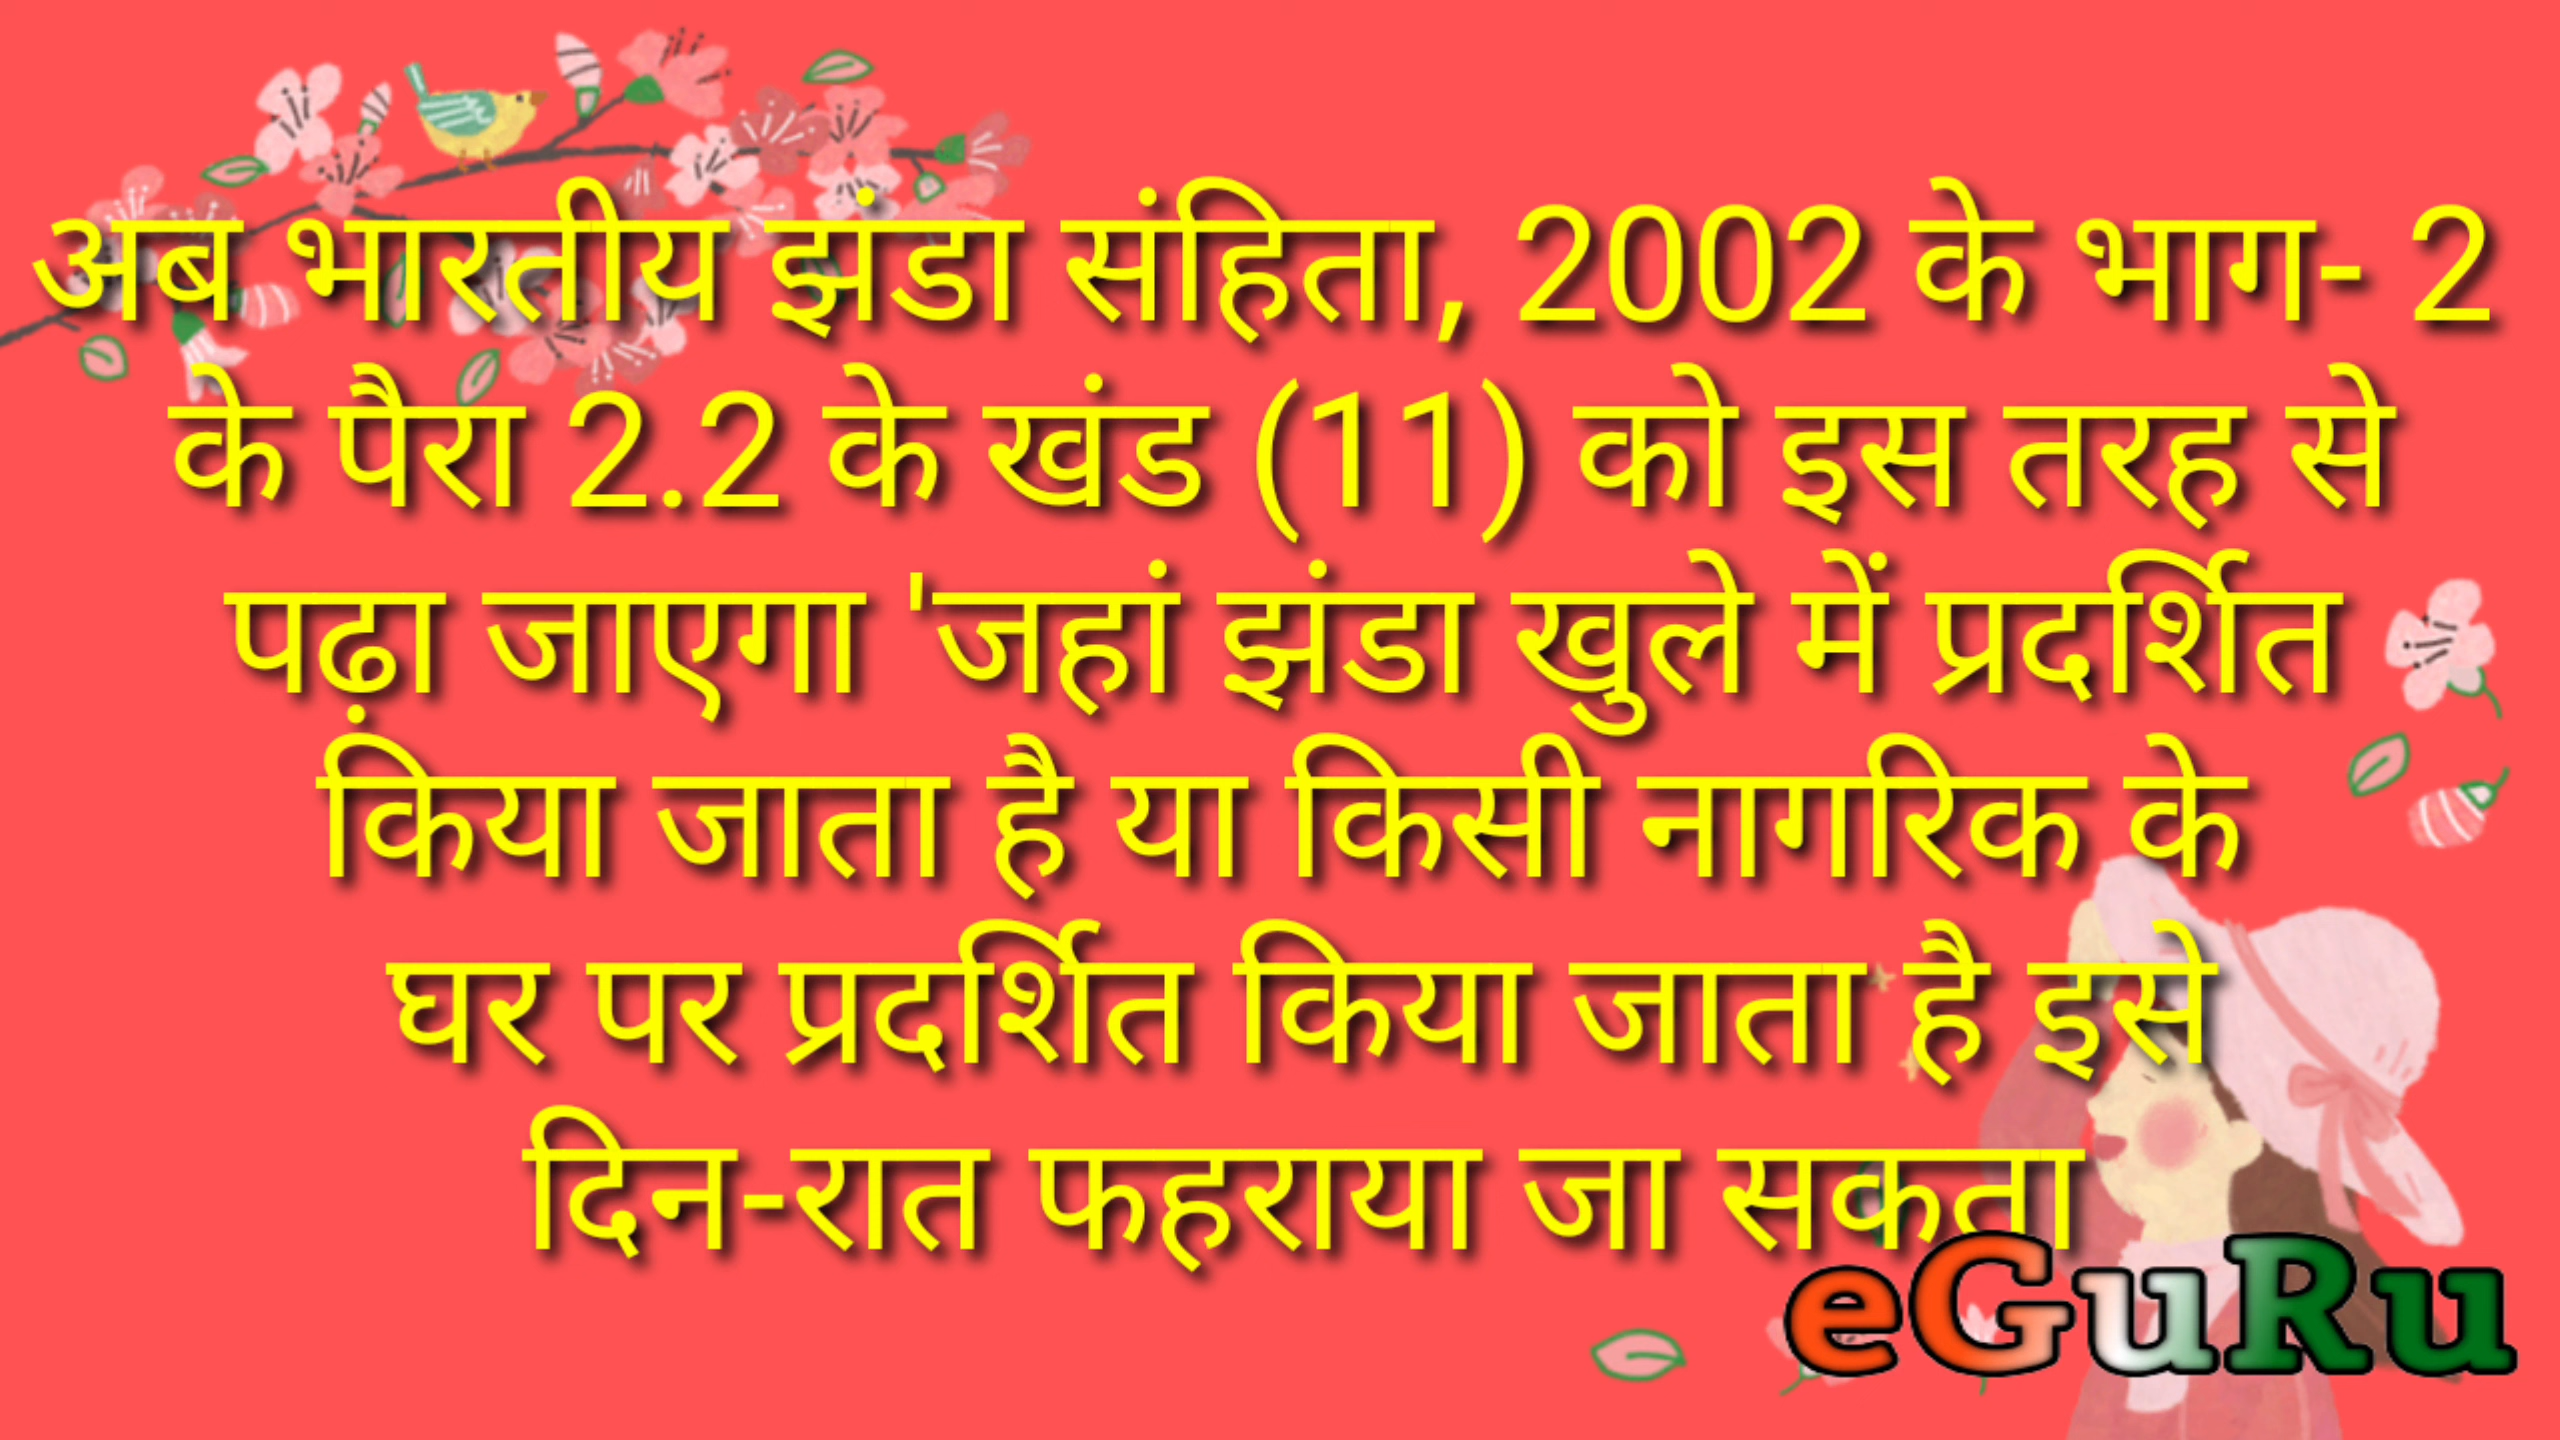 अब भारतीय झंडा संहिता, 2002 के भाग- 2
के पैरा 2.2 के खंड (11) को इस तरह से
पढ़ा जाएगा 'जहां झंडा खुले में प्रदर्शित
किया जाता है या किसी नागरिक के
घर पर प्रदर्शित किया जाता है इसे
दिन-रात फहराया जा सकता
eGuRu